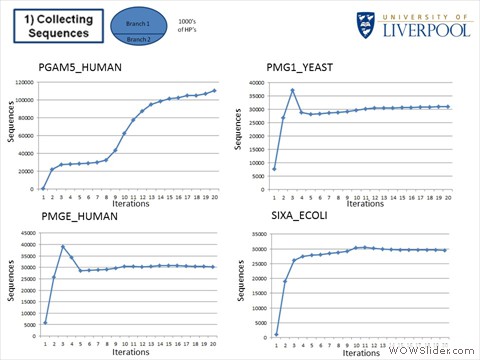 1) Collecting
Sequences
Branch 1
Branch 2
1000's
of HP's
UNIVERSITY OF
LIVERPOOL
PGAM5_HUMAN
Sequences
120000
100000
80000
60000
40000
20000
0
1 2 3 4 5 6 7 8 9 10 11 12 13 14 15 16 17 18 19 20
Iterations
PMG1_YEAST
Sequences
40000
35000
30000
25000
20000
15000
10000
5000
0
1 2 3 4 5 6 7 8 9 10 11 12 13 14 15 16 17 18 19 20
Iterations
PMGE_HUMAN
Sequences
45000
40000
35000
30000
25000
20000
15000
10000
5000
0
1 2 3 4 5 6 7 8 9 10 11 12 13 14 15 16 17 18 19 20
Iterations
SIXA_ECOLI
Sequences
35000
30000
25000
20000
15000
10000
5000
0
1 2 3 4 5 6 7 8 9 10 11 12 13
Iterations
WOWSlider.com